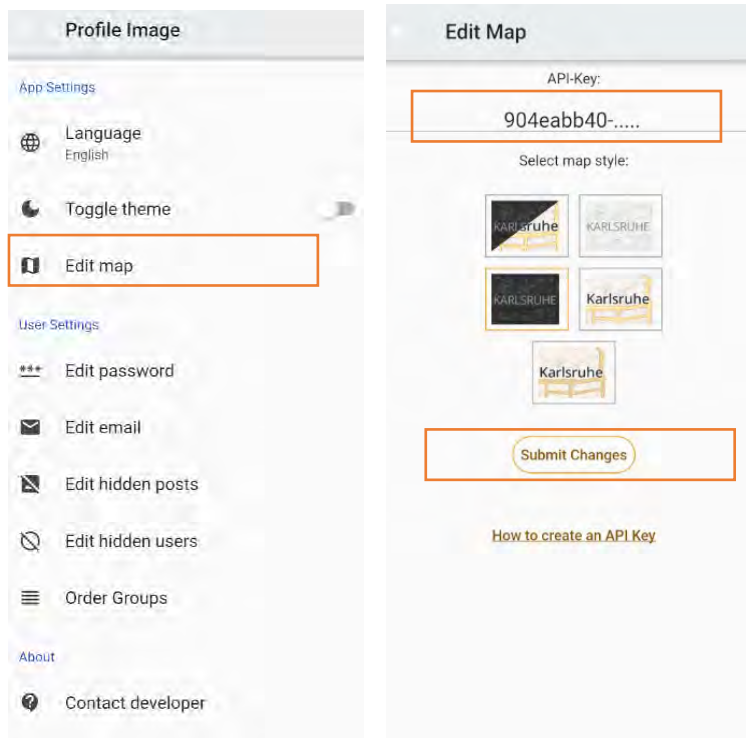 Profile Image
App Settings
Language
English
Toggle theme
Edit map
User Settings
***
Edit password
Edit email
Edit hidden posts
Edit hidden users
Order Groups
About
Contact developer
Edit Map
API-Key:
904eabb40-.....
Select map style:
KARLSRUHE
KARLSRUHE
KARLSRUHE
Karlsruhe
Karlsruhe
Submit Changes
How to create an API Key